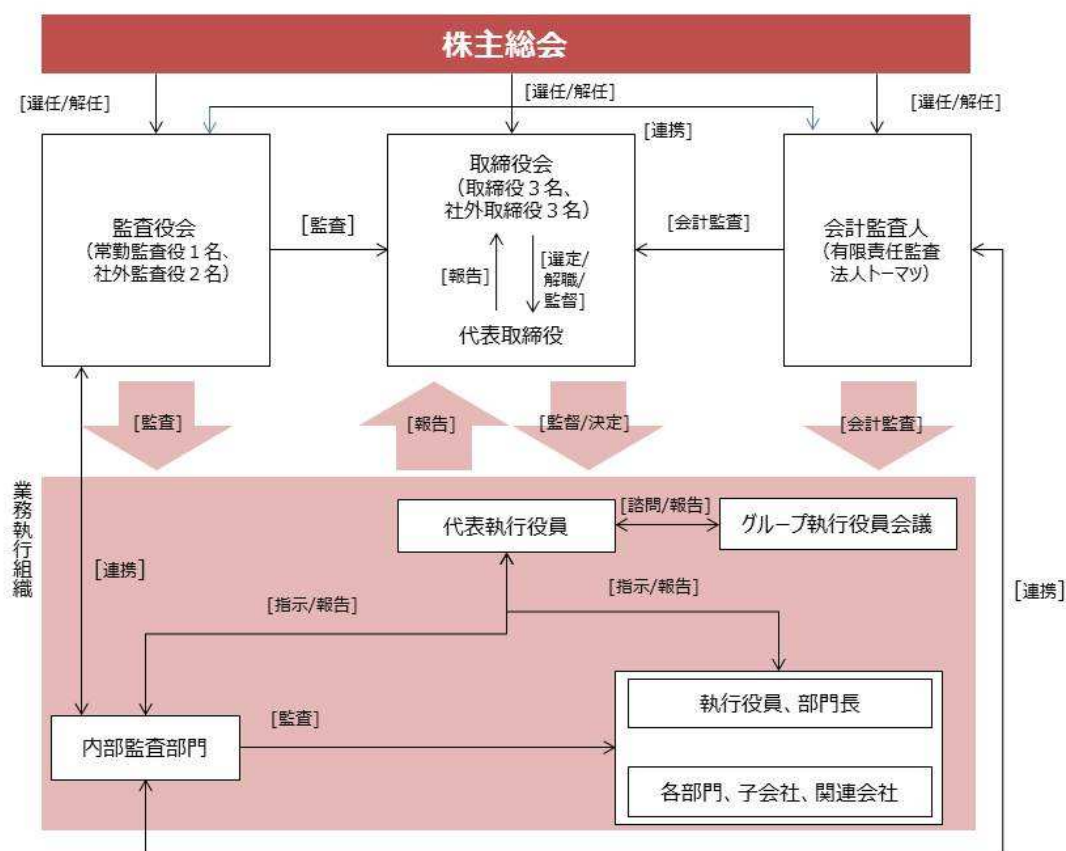 株主総会
[選任/解任]
[選任/解任]
[選任/解任]
[連携]
監査役会
（常勤監査役１名、
社外監査役２名）
[監査]
取締役会
（取締役３名、
社外取締役３名）
[報告]
[選定/
解職/
監督]
代表取締役
[会計監査]
会計監査人
（有限責任監査
法人トーマツ）
[監査]
[報告]
[監督/決定]
[会計監査]
業務執行組織
代表執行役員
[諮問/報告]
グループ執行役員会議
[連携]
[指示/報告]
[指示/報告]
[連携]
執行役員、部門長
[監査]
内部監査部門
各部門、子会社、関連会社